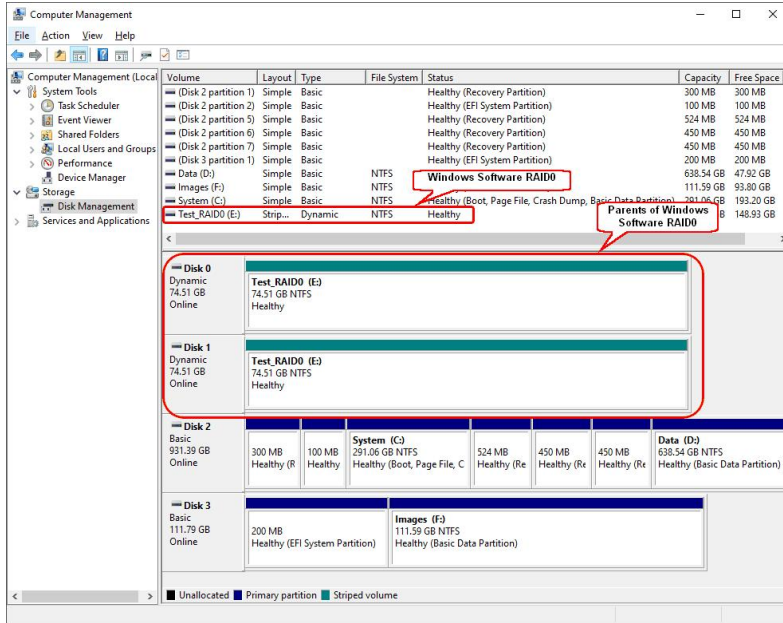 Computer Management
File Action View Help
Computer Management (Local
System Tools
Task Scheduler
Event Viewer
Shared Folders
Local Users and Groups
Performance
Device Manager
Storage
Disk Management
Services and Applications
Volume Layout Type File System Status Capacity Free Space
(Disk 2 partition 1) Simple Basic Healthy (Recovery Partition) 300 MB 300 MB
(Disk 2 partition 2) Simple Basic Healthy (EFI System Partition) 100 MB 100 MB
(Disk 2 partition 5) Simple Basic Healthy (Recovery Partition) 524 MB 524 MB
(Disk 2 partition 6) Simple Basic Healthy (Recovery Partition) 450 MB 450 MB
(Disk 2 partition 7) Simple Basic Healthy (Recovery Partition) 450 MB 450 MB
(Disk 3 partition 1) Simple Basic Healthy (EFI System Partition) 200 MB 200 MB
Data (D:) Simple Basic NTFS 638.54 GB 47.92 GB
Windows Software RAID0
Images (F:) Simple Basic NTFS 111.59 GB 93.80 GB
System (C:) Simple Basic NTFS Healthy (Boot, Page File, Crash Dump, Basic Data Partition) 291.06 GB 193.20 GB
Test_RAID0 (E:) Strip... Dynamic NTFS Healthy B 148.93 GB
Parents of Windows
Software RAID0
Disk 0
Dynamic
74.51 GB
Online
Test_RAID0 (E:)
74.51 GB NTFS
Healthy
Disk 1
Dynamic
74.51 GB
Online
Test_RAID0 (E:)
74.51 GB NTFS
Healthy
Disk 2
Basic
931.39 GB
Online
300 MB
Healthy (R
100 MB
Healthy
System (C:)
291.06 GB NTFS
Healthy (Boot, Page File, C
524 MB
Healthy (Re
450 MB
Healthy (Re
450 MB
Healthy (Re
Data (D:)
638.54 GB NTFS
Healthy (Basic Data Partition)
Disk 3
Basic
111.79 GB
Online
200 MB
Healthy (EFI System Partition)
Images (F:)
111.59 GB NTFS
Healthy (Basic Data Partition)
Unallocated Primary partition Striped volume